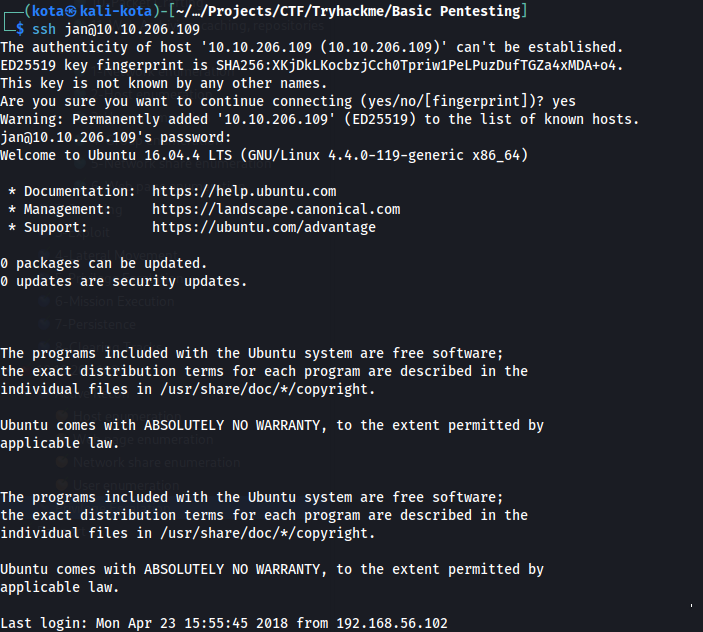 (kota㉿kali-kota)-[~/…/Projects/CTF/Tryhackme/Basic Pentesting]
$ ssh jan@10.10.206.109
The authenticity of host '10.10.206.109 (10.10.206.109)' can't be established.
ED25519 key fingerprint is SHA256:XKjDkLKocbzjCch0Tpriw1PeLPuzDufTGZa4xMDA+o4.
This key is not known by any other names.
Are you sure you want to continue connecting (yes/no/[fingerprint])? yes
Warning: Permanently added '10.10.206.109' (ED25519) to the list of known hosts.
jan@10.10.206.109's password:
Welcome to Ubuntu 16.04.4 LTS (GNU/Linux 4.4.0-119-generic x86_64)
* Documentation: https://help.ubuntu.com
* Management: https://landscape.canonical.com
* Support: https://ubuntu.com/advantage
0 packages can be updated.
0 updates are security updates.
6-Mission Execution
7-Persistence
The programs included with the Ubuntu system are free software;
the exact distribution terms for each program are described in the
individual files in /usr/share/doc/*/copyright.
Ubuntu comes with ABSOLUTELY NO WARRANTY, to the extent permitted by
applicable law.
Network share enumeration
User enumeration
The programs included with the Ubuntu system are free software;
the exact distribution terms for each program are described in the
individual files in /usr/share/doc/*/copyright.
Ubuntu comes with ABSOLUTELY NO WARRANTY, to the extent permitted by
applicable law.
Last login: Mon Apr 23 15:55:45 2018 from 192.168.56.102